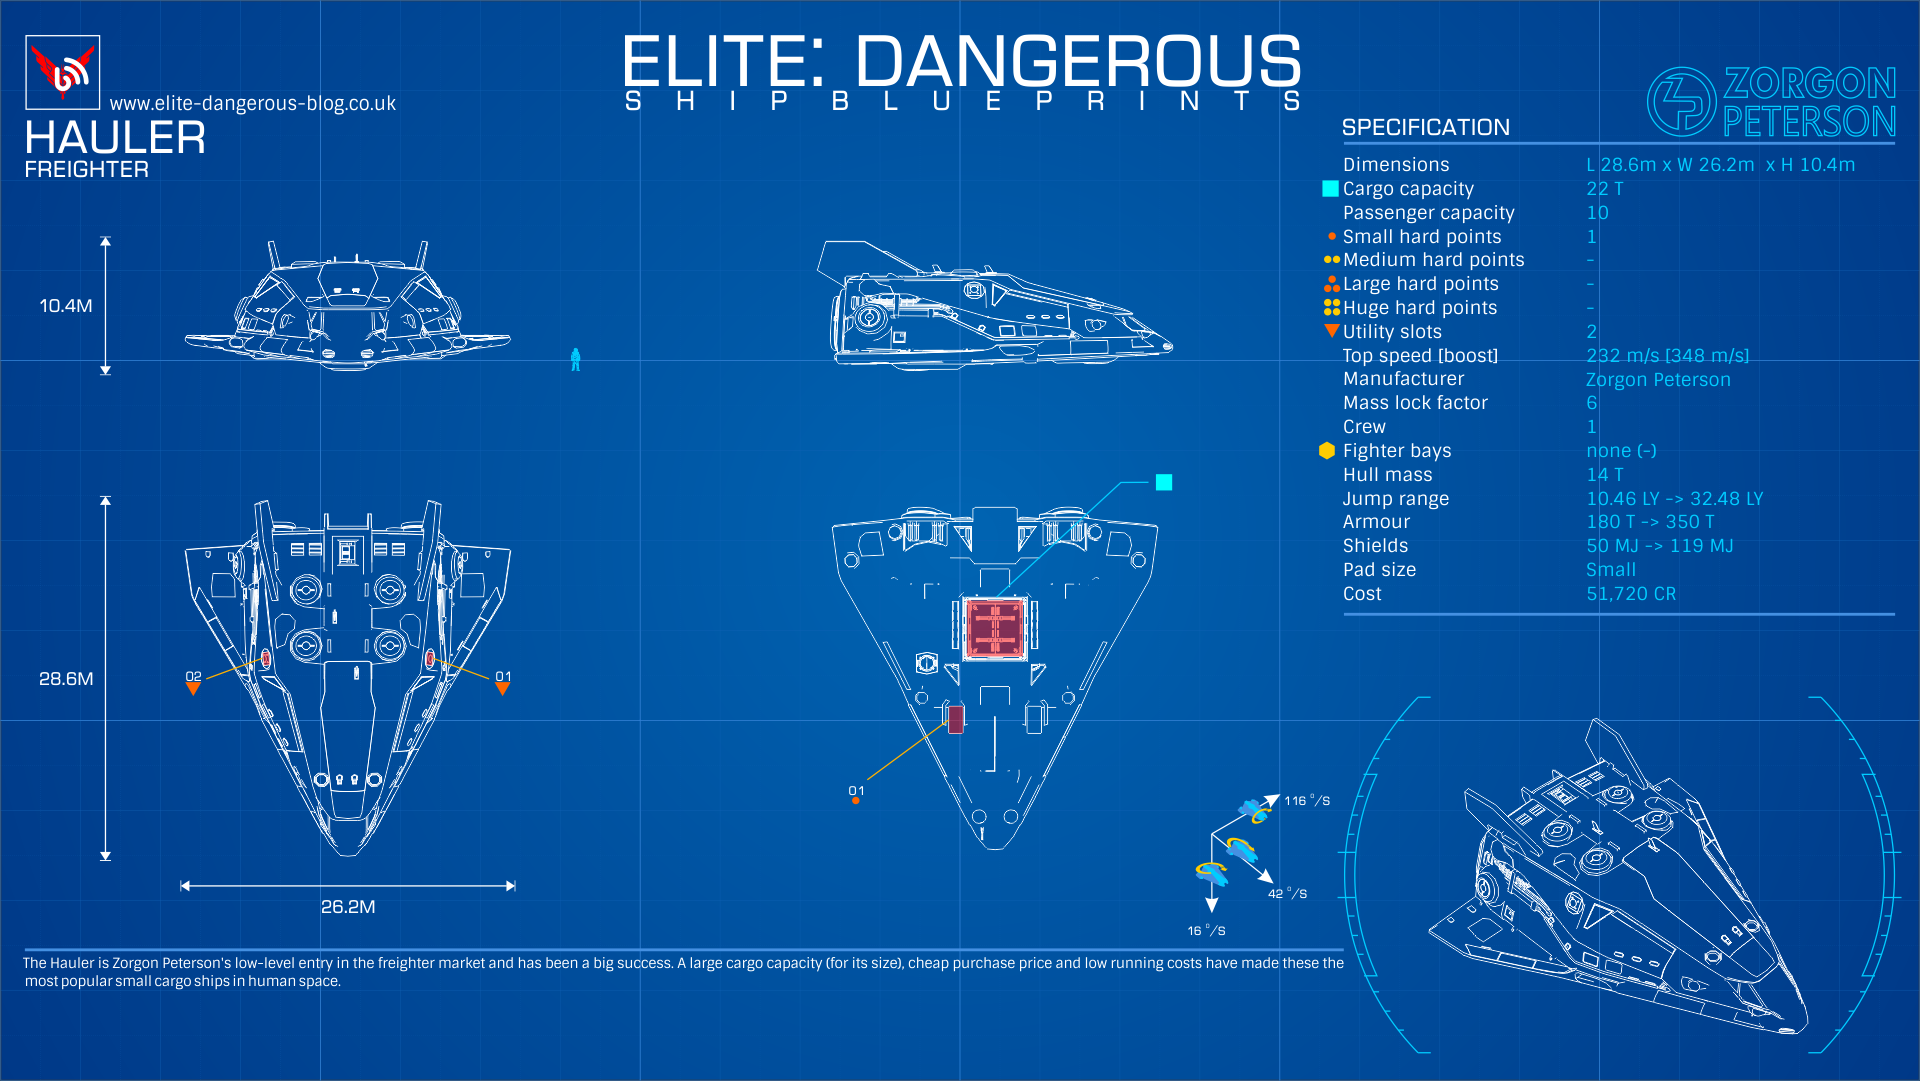 ELITE: DANGEROUS
SHIP BLUEPRINTS
www.elite-dangerous-blog.co.uk
HAULER
FREIGHTER
ZORGON
PETERSON
SPECIFICATION
Dimensions L 28.6m x W 26.2m x H 10.4m
Cargo capacity 22 T
Passenger capacity 10
Small hard points 1
Medium hard points -
Large hard points -
Huge hard points -
Utility slots 2
Top speed [boost] 232 m/s [348 m/s]
Manufacturer Zorgon Peterson
Mass lock factor 6
Crew 1
Fighter bays none (-)
Hull mass 14 T
Jump range 10.46 LY -> 32.48 LY
Armour 180 T -> 350 T
Shields 50 MJ -> 119 MJ
Pad size Small
Cost 51,720 CR
10.4M
28.6M
02
01
26.2M
01
116 °/S
42 °/S
16 °/S
The Hauler is Zorgon Peterson's low-level entry in the freighter market and has been a big success. A large cargo capacity (for its size), cheap purchase price and low running costs have made these the
most popular small cargo ships in human space.